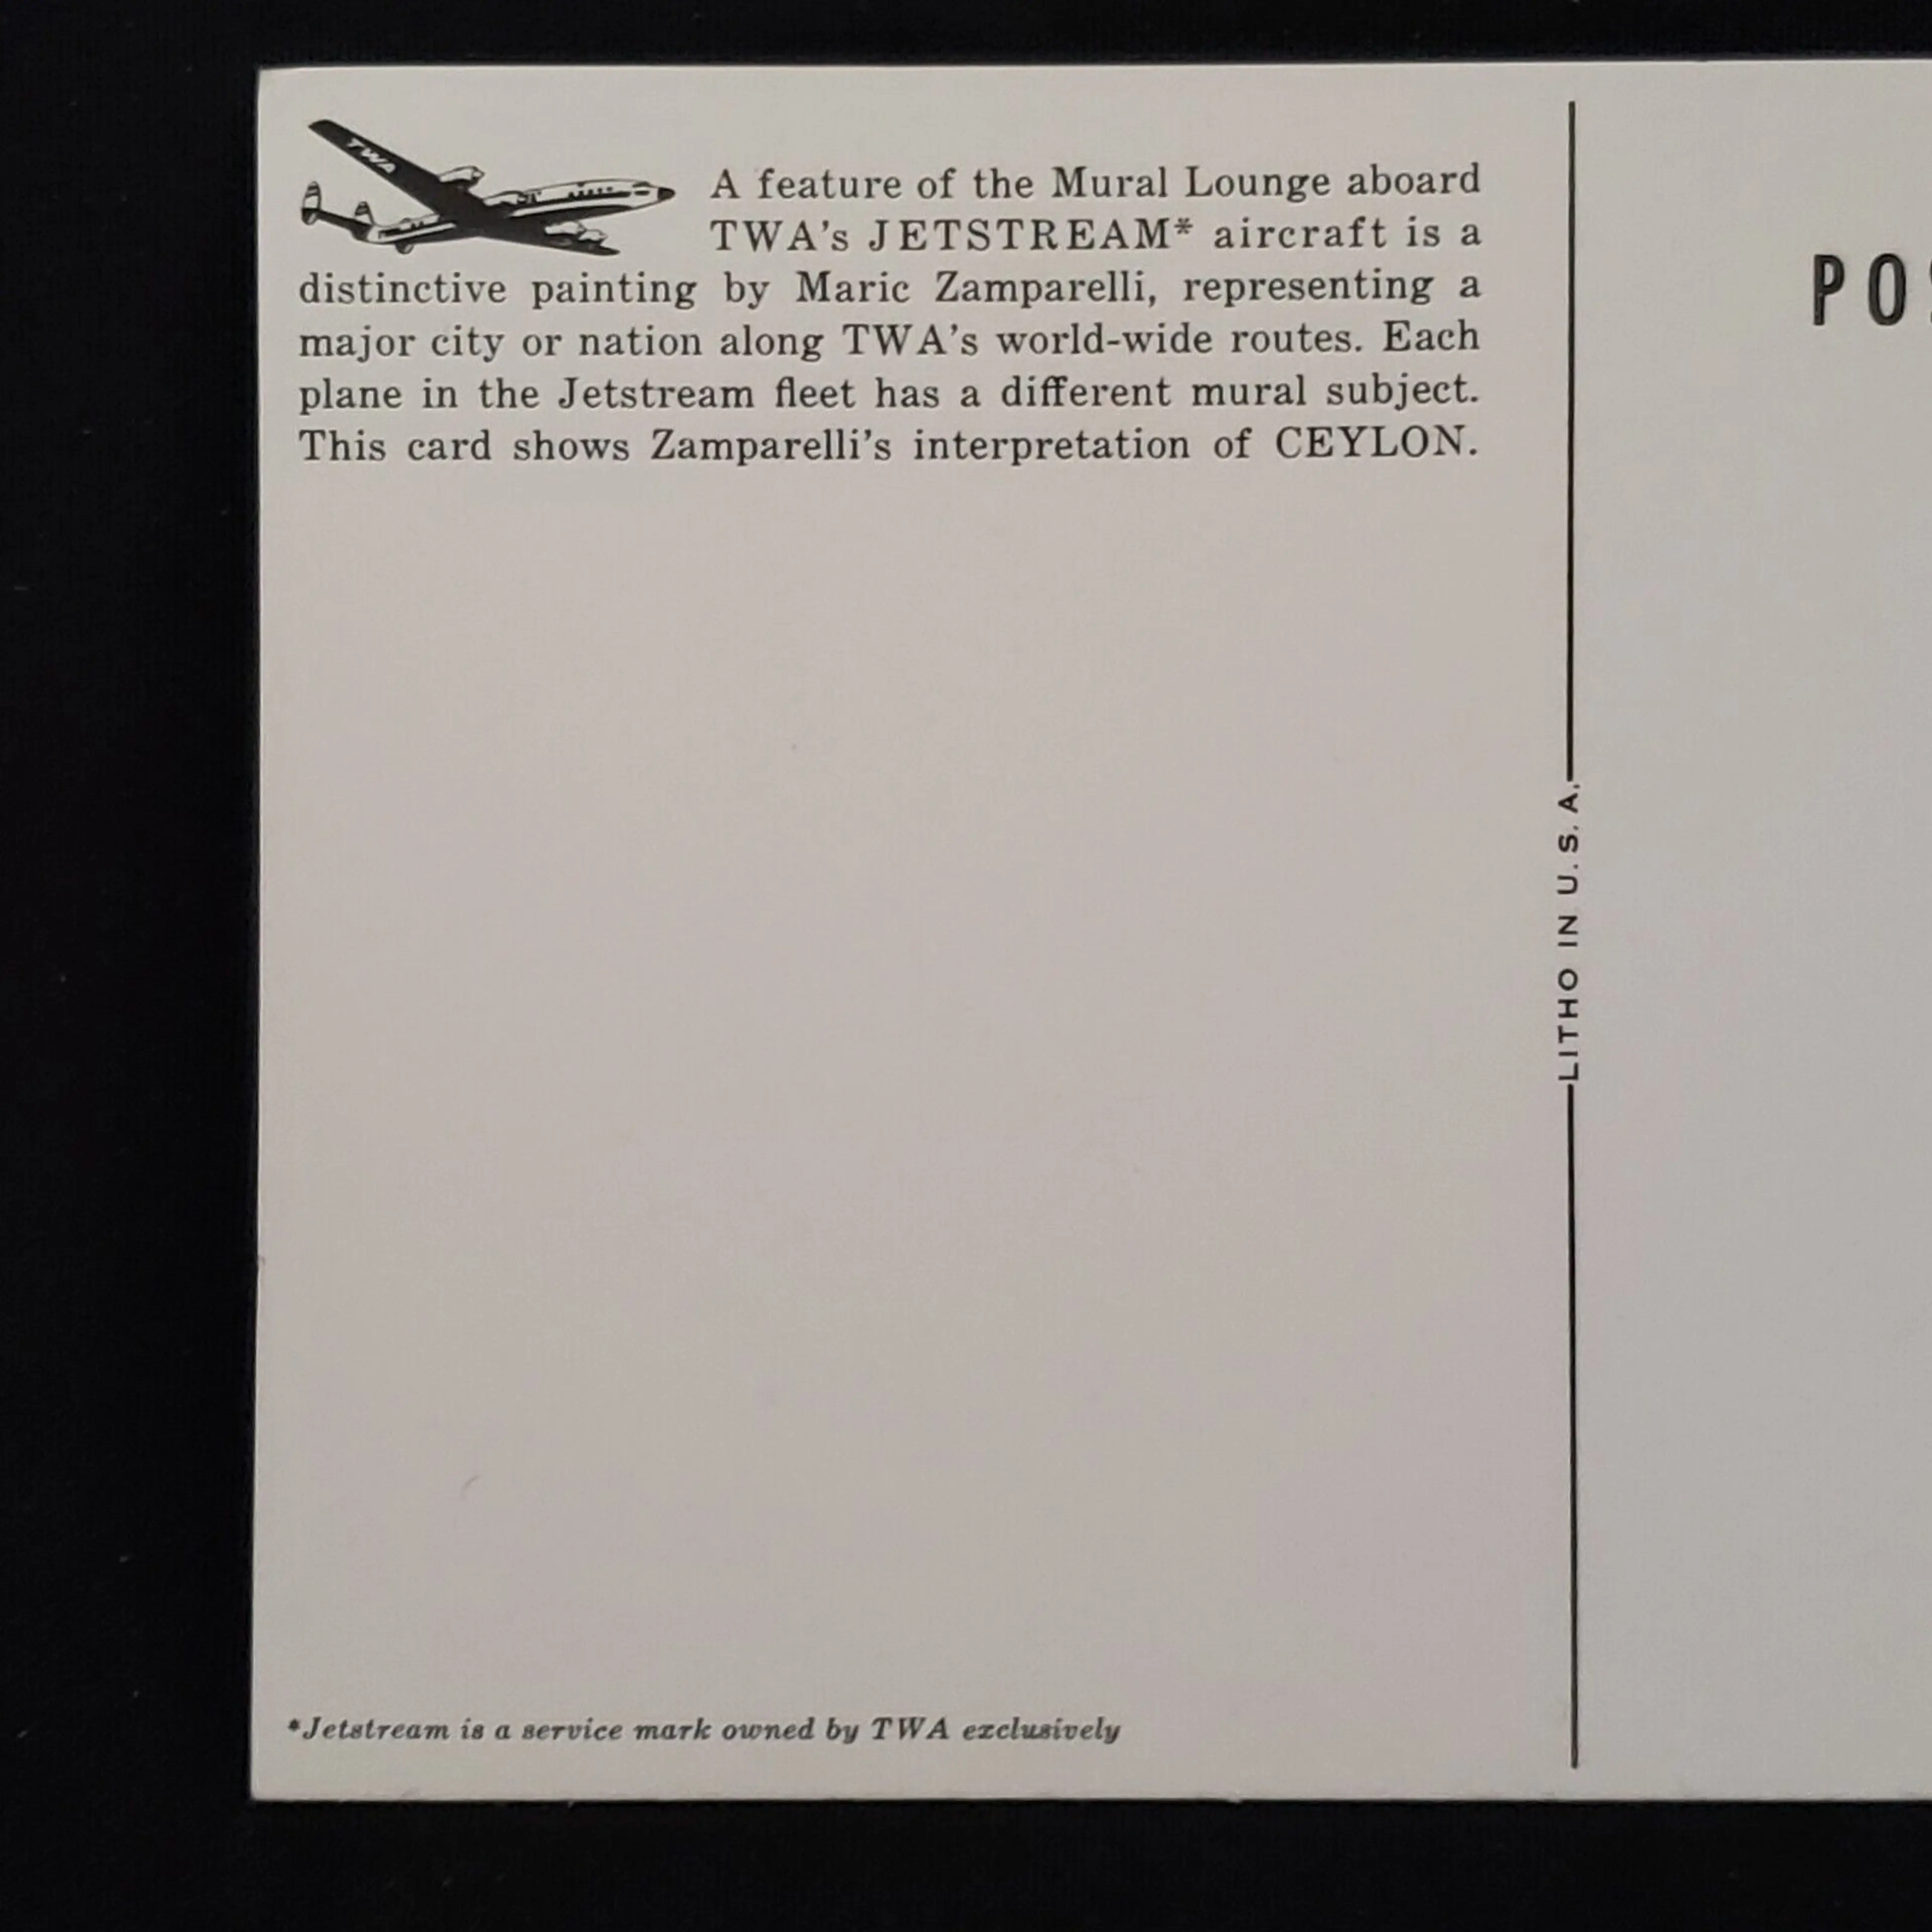 TWA
A feature of the Mural Lounge aboard
TWA's JETSTREAM* aircraft is a
distinctive painting by Maric Zamparelli, representing a
major city or nation along TWA's world-wide routes. Each
plane in the Jetstream fleet has a different mural subject.
This card shows Zamparelli's interpretation of CEYLON.
*Jetstream is a service mark owned by TWA exclusively
LITHO IN U.S.A.
PO